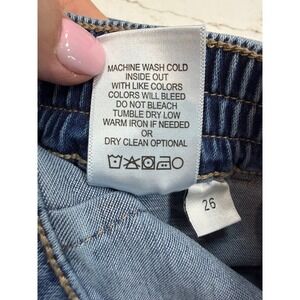 MACHINE WASH COLD
INSIDE OUT
WITH LIKE COLORS
COLORS WILL BLEED
DO NOT BLEACH
TUMBLE DRY LOW
WARM IRON IF NEEDED
OR
DRY CLEAN OPTIONAL
26